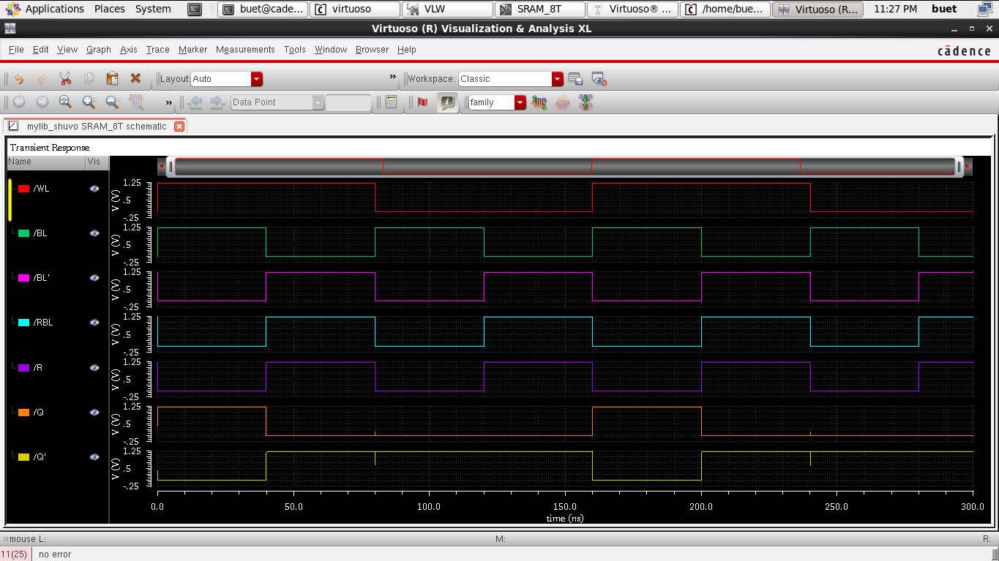 Applications Places System buet@cade... virtuoso VLW SRAM_8T Virtuoso® ... /home/bue... Virtuoso (R... 11:27 PM buet
Virtuoso (R) Visualization & Analysis XL
File Edit View Graph Axis Trace Marker Measurements Tools Window Browser Help
cādence
Layout: Auto » Workspace: Classic
» Data Point family
mylib_shuvo SRAM_8T schematic
Transient Response
Name Vis
/WL V (V) 1.25 .5 -.25
/BL V (V) 1.25 .5 -.25
/BL' V (V) 1.25 .5 -.25
/RBL V (V) 1.25 .5 -.25
/R V (V) 1.25 .5 -.25
/Q V (V) 1.25 .5 -.25
/Q' V (V) 1.25 .5 -.25
0.0 50.0 100.0 150.0 200.0 250.0 300.0
time (ns)
mouse L: M: R:
11(25) no error